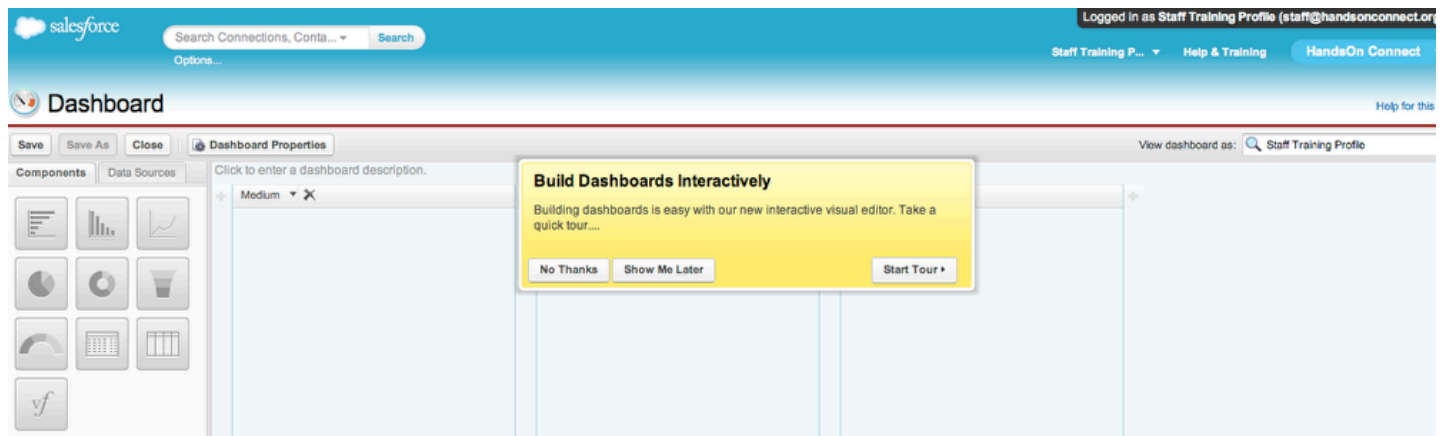 salesforce
Search Connections, Conta...
Search
Options...
Logged in as Staff Training Profile (staff@handsonconnect.org
Staff Training P...
Help & Training
HandsOn Connect
Dashboard
Help for this
Save
Save As
Close
Dashboard Properties
View dashboard as:
Staff Training Profile
Components
Data Sources
Click to enter a dashboard description.
Medium
Build Dashboards Interactively
Building dashboards is easy with our new interactive visual editor. Take a
quick tour....
No Thanks
Show Me Later
Start Tour
vf